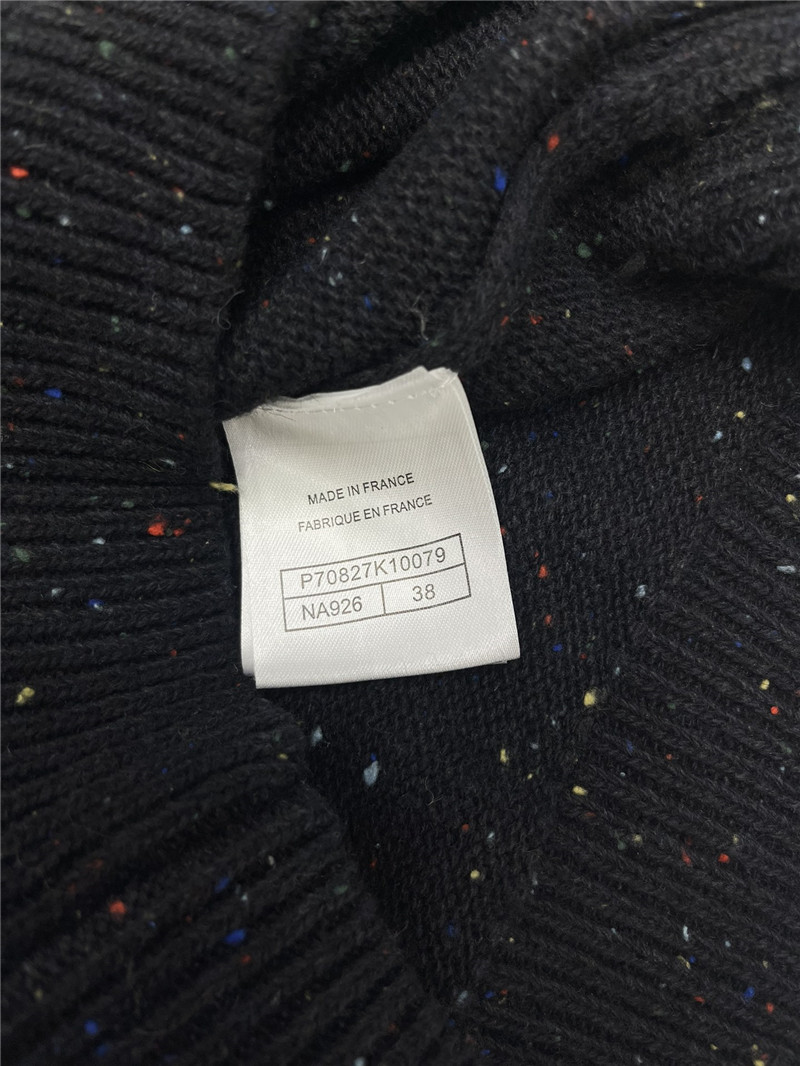 MADE IN FRANCE
FABRIQUE EN FRANCE
P70827K10079
NA926 38